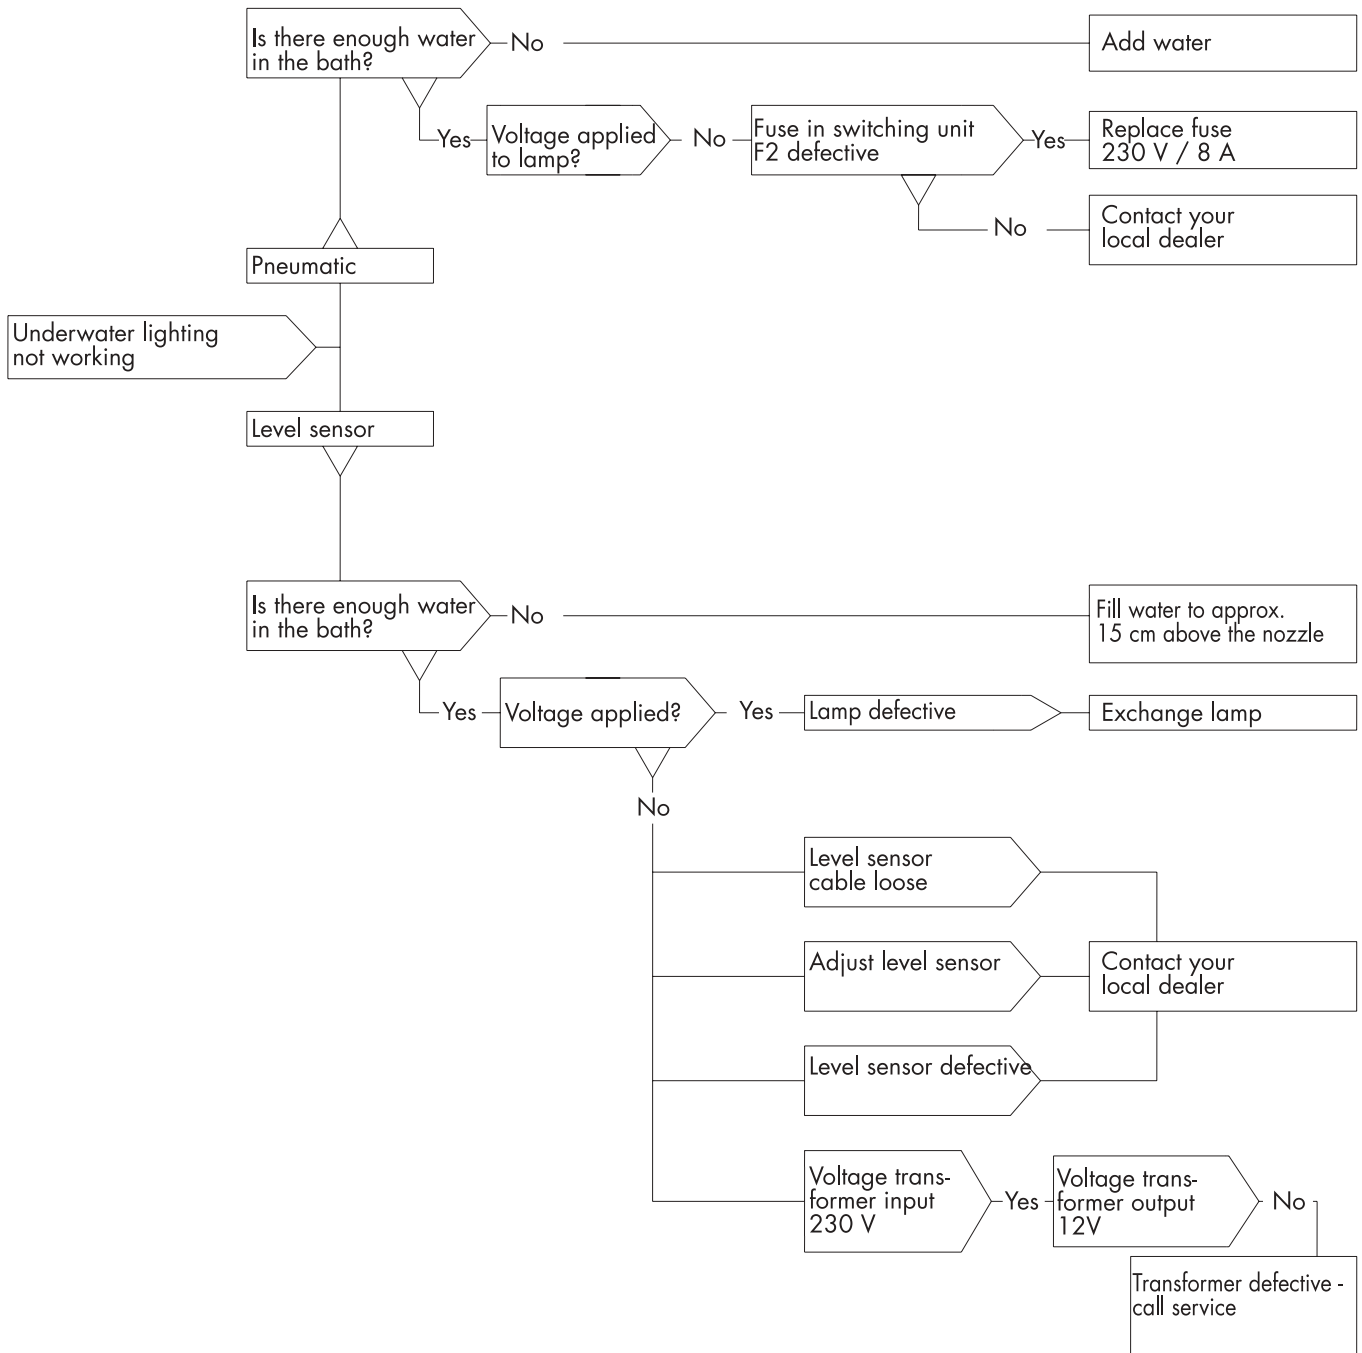 Is there enough water
in the bath?
No
Add water
Yes
Voltage applied
to lamp?
No
Fuse in switching unit
F2 defective
Yes
Replace fuse
230 V / 8 A
No
Contact your
local dealer
Pneumatic
Underwater lighting
not working
Level sensor
Is there enough water
in the bath?
No
Fill water to approx.
15 cm above the nozzle
Yes
Voltage applied?
Yes
Lamp defective
Exchange lamp
No
Level sensor
cable loose
Adjust level sensor
Contact your
local dealer
Level sensor defective
Voltage trans-
former input
230 V
Yes
Voltage trans-
former output
12V
No
Transformer defective -
call service